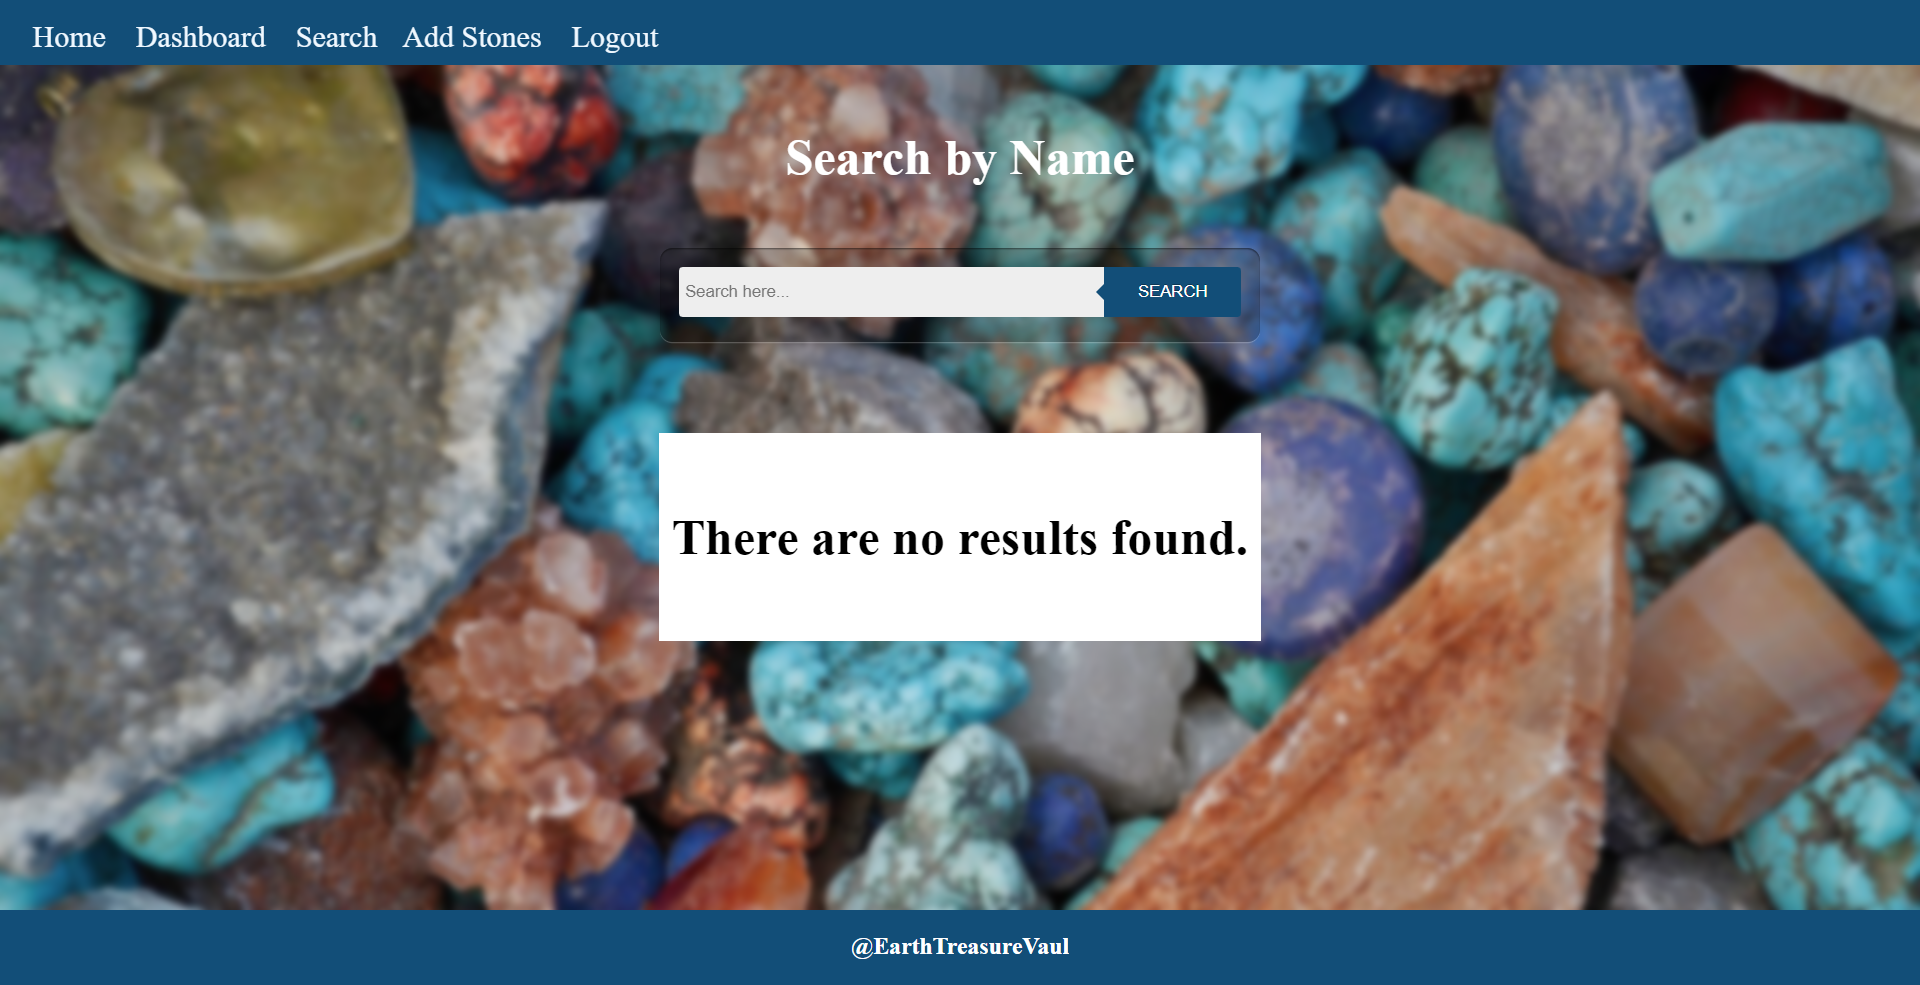 Home Dashboard Search Add Stones Logout
Search by Name
Search here... SEARCH
There are no results found.
@EarthTreasureVaul